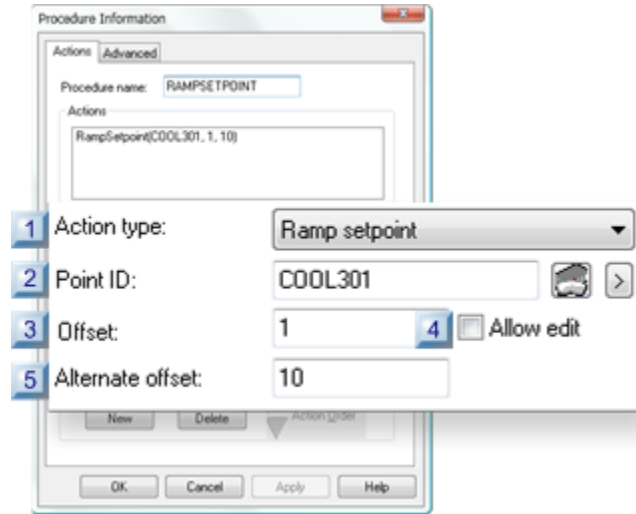 Procedure Information
Actions Advanced
Procedure name: RAMPSETPOINT
Actions
RampSetpoint(COOL301, 1, 10)
1 Action type: Ramp setpoint
2 Point ID: COOL301 >
3 Offset: 1 4 Allow edit
5 Alternate offset: 10
New Delete Action Order
OK Cancel Apply Help